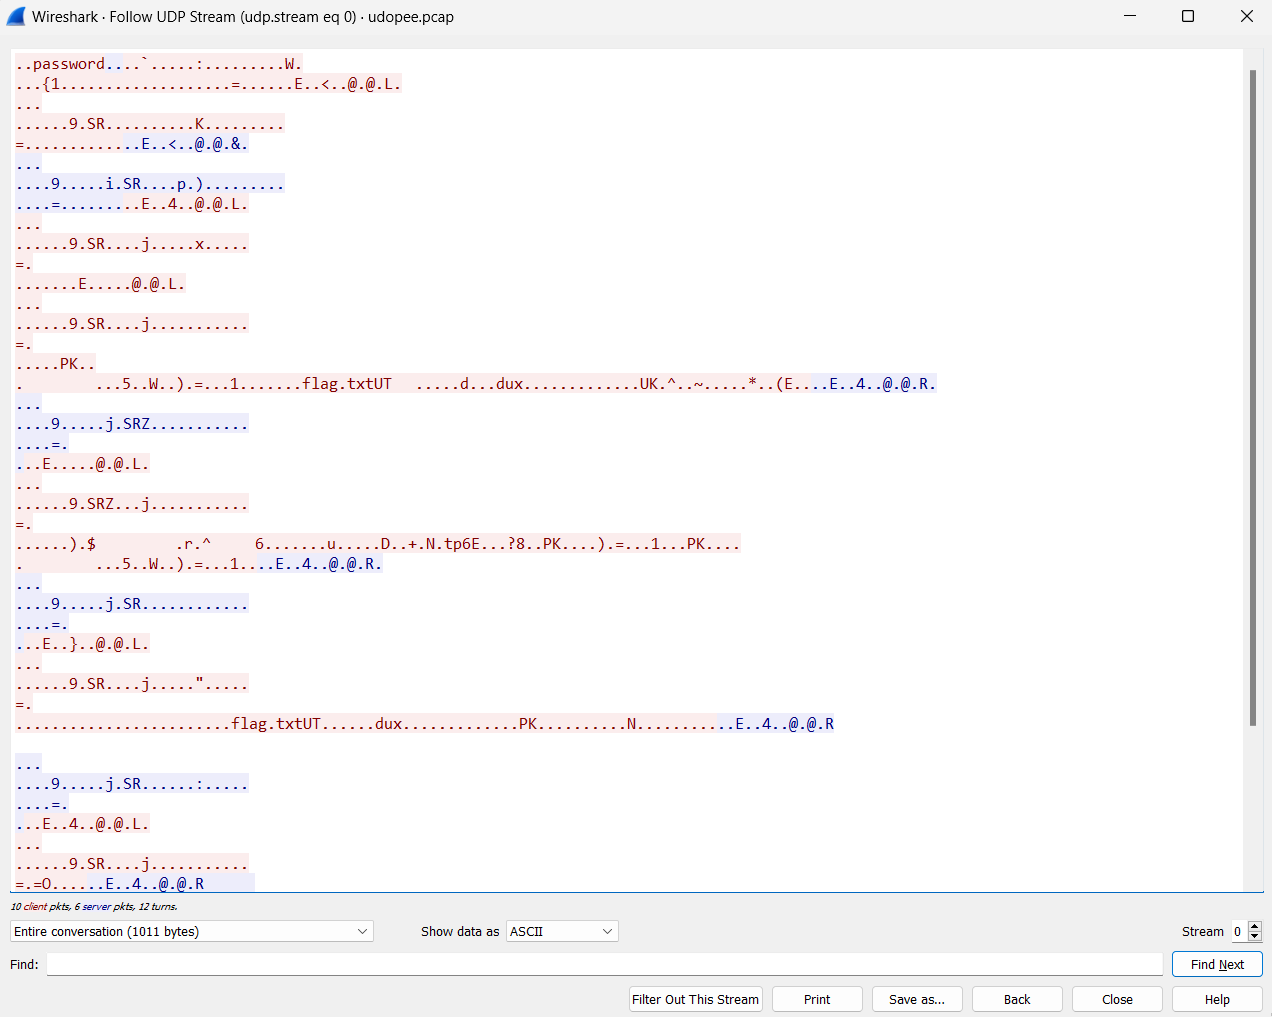 Wireshark · Follow UDP Stream (udp.stream eq 0) · udopee.pcap
..password....`.....:.........W.
...{1...................=......E..<..@.@.L.
...
......9.SR..........K.........
=..............E..<..@.@.&.
...
....9.....i.SR....p.).........
....=.........E..4..@.@.L.
...
......9.SR....j.....x.....
=.
.......E.....@.@.L.
...
......9.SR....j...........
=.
.....PK..
.        ...5..W..).=...1.......flag.txtUT   .....d...dux.............UK.^..~.....*..(E.....E..4..@.@.R.
...
....9.....j.SRZ...........
....=.
...E.....@.@.L.
...
......9.SRZ...j...........
=.
......).$         .r.^     6.......u.....D..+.N.tp6E...?8..PK....).=...1...PK....
.        ...5..W..).=...1....E..4..@.@.R.
...
....9.....j.SR............
....=.
...E..}..@.@.L.
...
......9.SR....j.....".....
=.
........................flag.txtUT......dux.............PK..........N............E..4..@.@.R
...
....9.....j.SR......:.....
....=.
...E..4..@.@.L.
...
......9.SR....j...........
=.=O......E..4..@.@.R
10 client pkts, 6 server pkts, 12 turns.
Entire conversation (1011 bytes)
Show data as ASCII
Stream 0
Find:
Find Next
Filter Out This Stream
Print
Save as...
Back
Close
Help